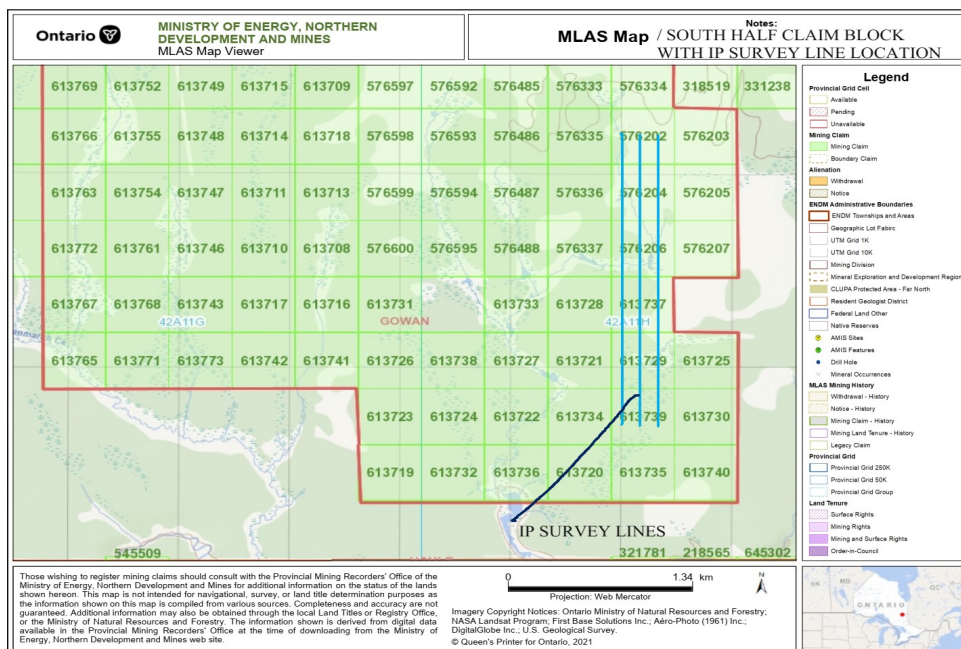 Ontario
MINISTRY OF ENERGY, NORTHERN
DEVELOPMENT AND MINES
MLAS Map Viewer
Notes:
MLAS Map / SOUTH HALF CLAIM BLOCK
WITH IP SURVEY LINE LOCATION
613769 613752 613749 613715 613709 576597 576592 576485 576333 576334 318519 331238
613766 613755 613748 613714 613718 576598 576593 576486 576335 576202 576203
613763 613754 613747 613711 613713 576599 576594 576487 576336 576204 576205
613772 613761 613746 613710 613708 576600 576595 576488 576337 576206 576207
613767 613768 613743 613717 613716 613731 613733 613728 613737
42A11G GOWAN 42A11H
613765 613771 613773 613742 613741 613726 613738 613727 613721 613729 613725
613723 613724 613722 613734 613739 613730
613719 613732 613736 613720 613735 613740
IP SURVEY LINES
545509 321781 218565 645302
Legend
Provincial Grid Cell
Available
Pending
Unavailable
Mining Claim
Mining Claim
Boundary Claim
Alienation
Withdrawal
Notice
ENDM Administrative Boundaries
ENDM Townships and Areas
Geographic Lot Fabirc
UTM Grid 1K
UTM Grid 10K
Mining Division
Mineral Exploration and Development Region
CLUPA Protected Area - Far North
Resident Geologist District
Federal Land Other
Native Reserves
AMIS Sites
AMIS Features
Drill Hole
Mineral Occurrences
MLAS Mining History
Withdrawal - History
Notice - History
Mining Claim - History
Mining Land Tenure - History
Legacy Claim
Provincial Grid
Provincial Grid 250K
Provincial Grid 50K
Provincial Grid Group
Land Tenure
Surface Rights
Mining Rights
Mining and Surface Rights
Order-in-Council
Those wishing to register mining claims should consult with the Provincial Mining Recorders' Office of the
Ministry of Energy, Northern Development and Mines for additional information on the status of the lands
shown hereon. This map is not intended for navigational, survey, or land title determination purposes as
the information shown on this map is compiled from various sources. Completeness and accuracy are not
guaranteed. Additional information may also be obtained through the local Land Titles or Registry Office,
or the Ministry of Natural Resources and Forestry. The information shown is derived from digital data
available in the Provincial Mining Recorders' Office at the time of downloading from the Ministry of
Energy, Northern Development and Mines web site.
0 1.34 km
Projection: Web Mercator
N
Imagery Copyright Notices: Ontario Ministry of Natural Resources and Forestry;
NASA Landsat Program; First Base Solutions Inc.; Aéro-Photo (1961) Inc.;
DigitalGlobe Inc.; U.S. Geological Survey.
© Queen's Printer for Ontario, 2021
SK MB
ONTARIO